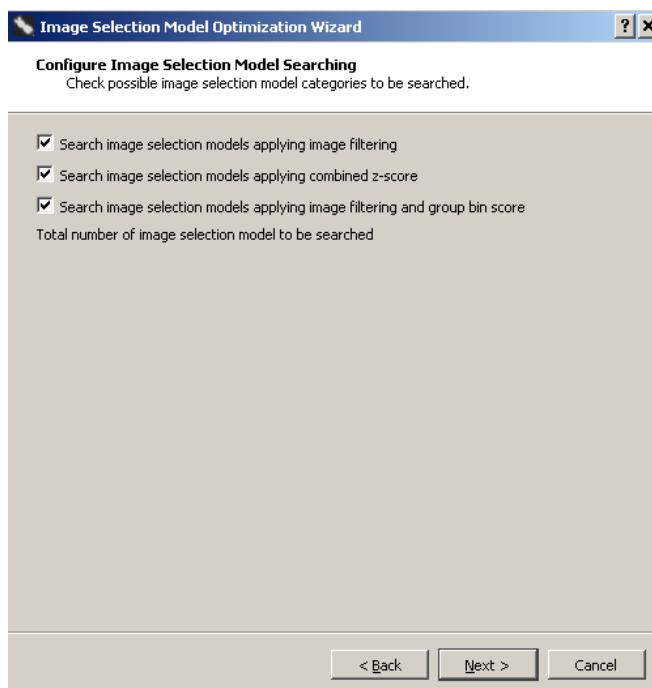 Image Selection Model Optimization Wizard
Configure Image Selection Model Searching
Check possible image selection model categories to be searched.
Search image selection models applying image filtering
Search image selection models applying combined z-score
Search image selection models applying image filtering and group bin score
Total number of image selection model to be searched
< Back Next > Cancel